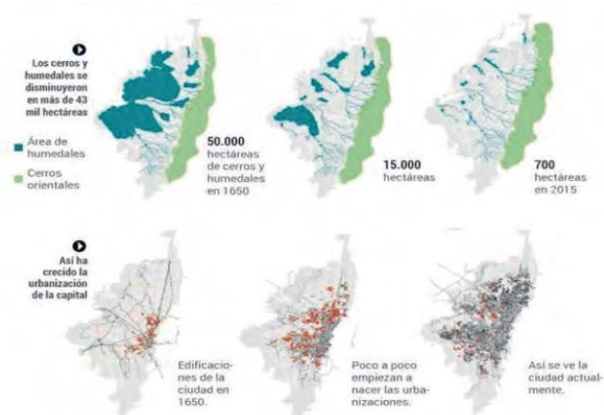 Los cerros y
humedales se
disminuyeron
en más de 43
mil hectáreas
Área de
humedales
Cerros
orientales
50.000
hectáreas
de cerros y
humedales
en 1650
15.000
hectáreas
700
hectáreas
en 2015
Así ha
crecido la
urbanización
de la capital
Edificacio-
nes de la
ciudad en
1650.
Poco a poco
empiezan a
nacer las urba-
nizaciones.
Así se ve la
ciudad actual-
mente.